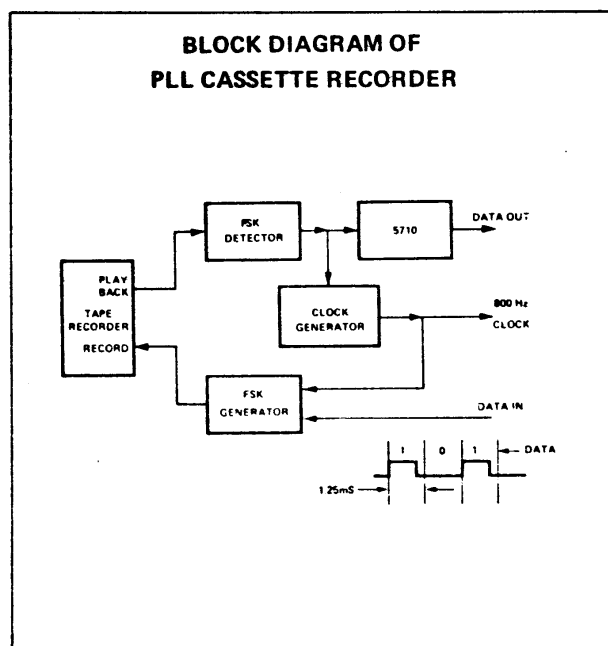 BLOCK DIAGRAM OF
PLL CASSETTE RECORDER
FSK
DETECTOR
5710
DATA OUT
PLAY
BACK
TAPE
RECORDER
RECORD
CLOCK
GENERATOR
800 Hz
CLOCK
FSK
GENERATOR
DATA IN
1 0 1
DATA
1.25mS